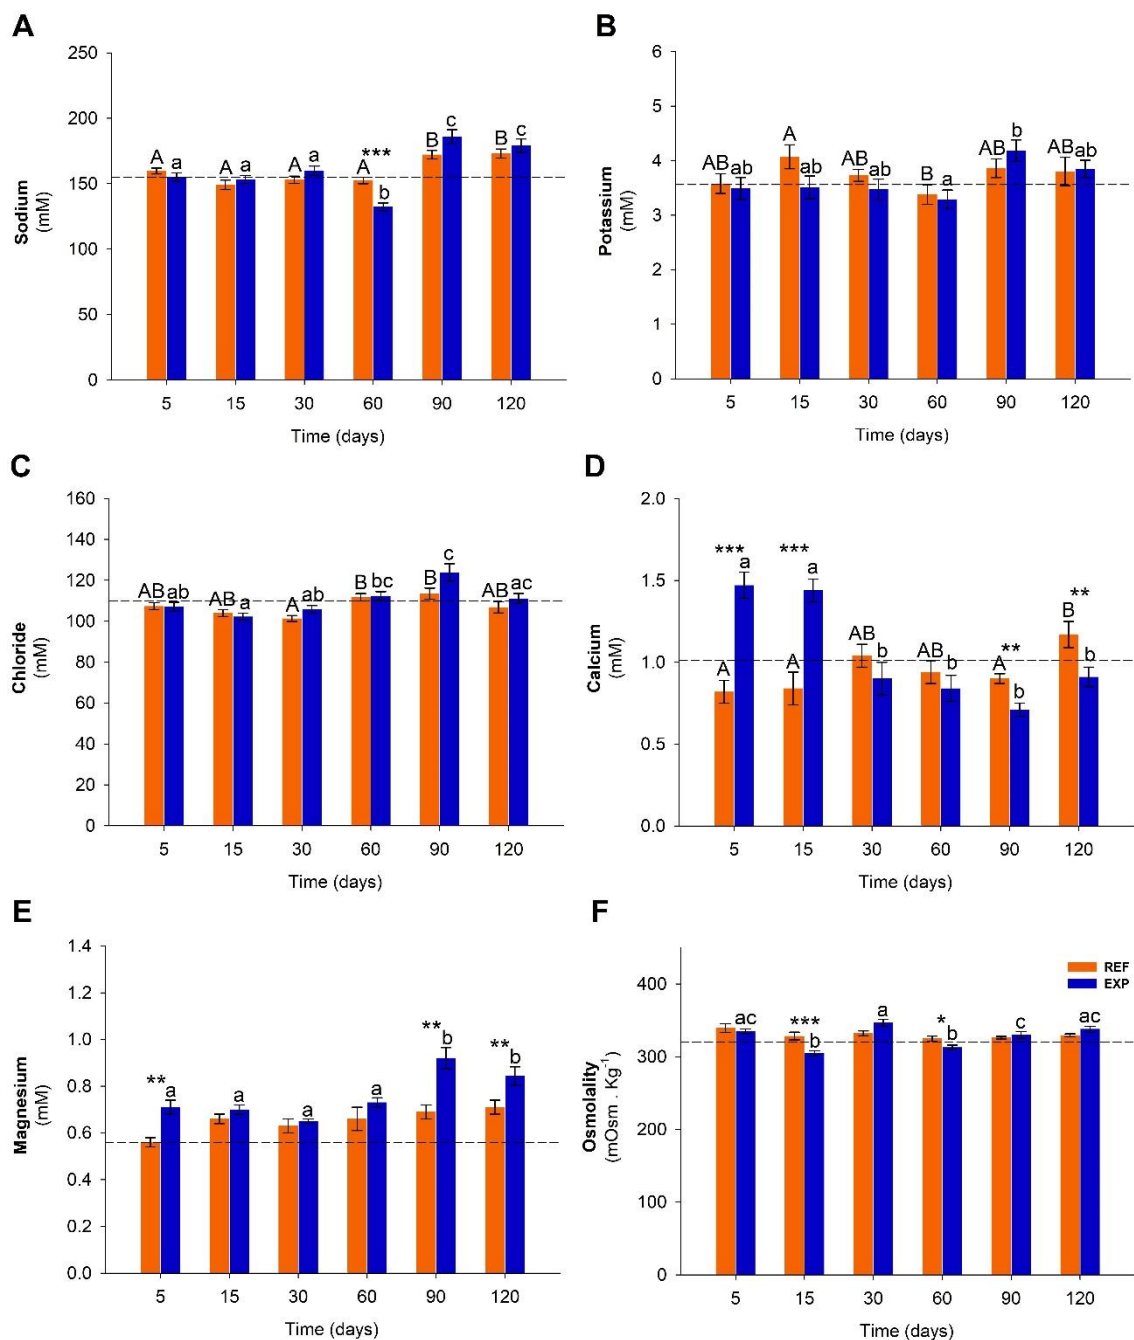 A
B
250
200
150
100
50
0
Sodium
(mM)
A a A a A a A *** b B c B c
5 15 30 60 90 120
Time (days)
6
5
4
3
2
1
0
Potassium
(mM)
AB ab A ab AB ab B a AB b AB ab
5 15 30 60 90 120
Time (days)
C
D
160
140
120
100
80
60
40
20
0
Chloride
(mM)
AB ab AB a A ab B bc B c AB ac
5 15 30 60 90 120
Time (days)
2.0
1.5
1.0
0.5
0.0
Calcium
(mM)
*** A a *** A a AB b AB b ** A b B ** b
5 15 30 60 90 120
Time (days)
E
F
1.4
1.2
1.0
0.8
0.6
0.4
0.2
0.0
Magnesium
(mM)
** a a a a ** b ** b
5 15 30 60 90 120
Time (days)
400
300
200
100
0
Osmolality
(mOsm . Kg⁻¹)
REF
EXP
ac *** b a * b c ac
5 15 30 60 90 120
Time (days)